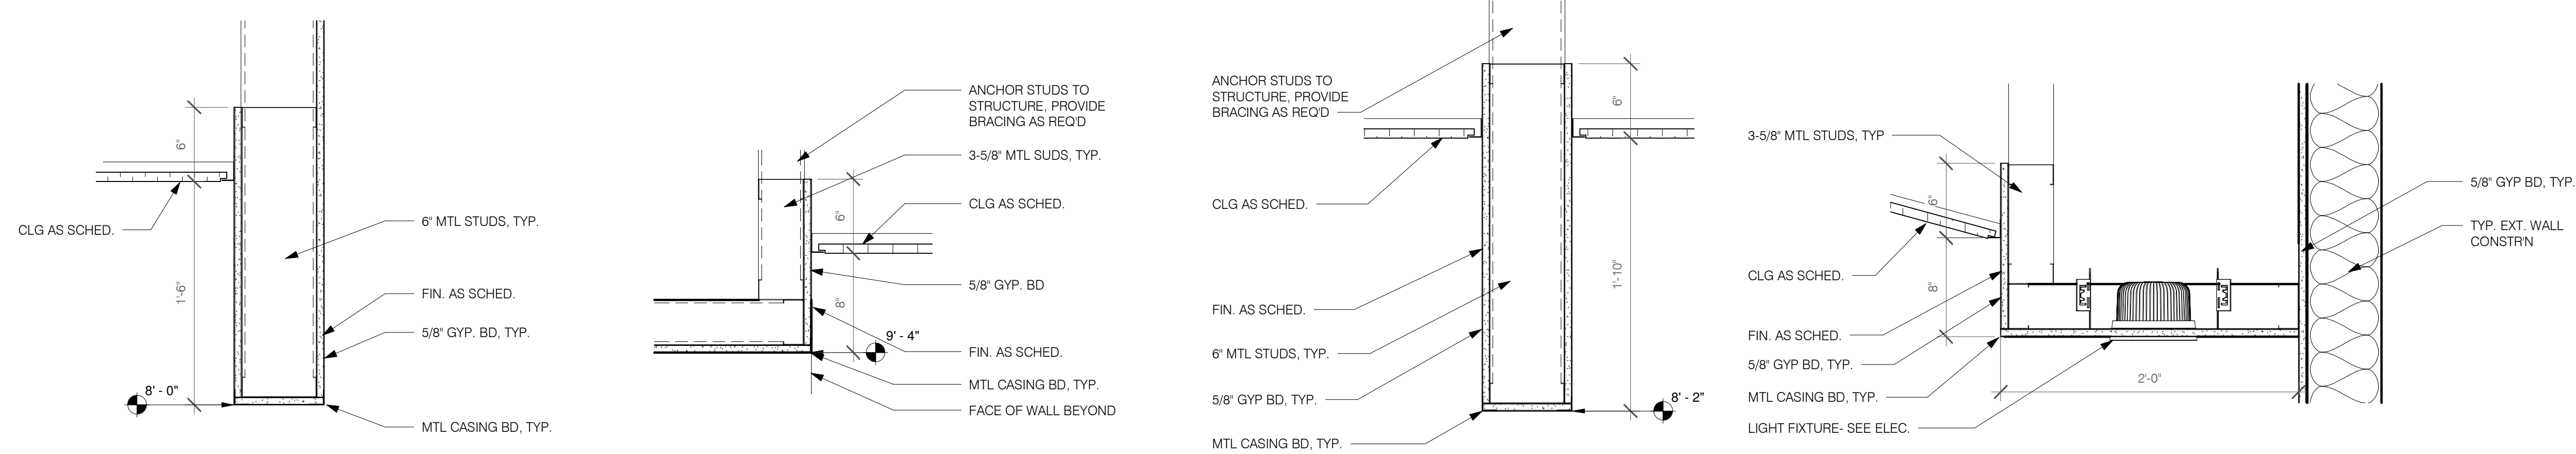 6"
CLG AS SCHED.
1'-6"
8' - 0"
6" MTL STUDS, TYP.
FIN. AS SCHED.
5/8" GYP. BD, TYP.
MTL CASING BD, TYP.
ANCHOR STUDS TO
STRUCTURE, PROVIDE
BRACING AS REQ'D
3-5/8" MTL SUDS, TYP.
6"
CLG AS SCHED.
5/8" GYP. BD
8"
9' - 4"
FIN. AS SCHED.
MTL CASING BD, TYP.
FACE OF WALL BEYOND
ANCHOR STUDS TO
STRUCTURE, PROVIDE
BRACING AS REQ'D
6"
CLG AS SCHED.
1'-10"
FIN. AS SCHED.
6" MTL STUDS, TYP.
5/8" GYP BD, TYP.
8' - 2"
MTL CASING BD, TYP.
3-5/8" MTL STUDS, TYP
6"
CLG AS SCHED.
8"
FIN. AS SCHED.
5/8" GYP BD, TYP.
MTL CASING BD, TYP.
LIGHT FIXTURE- SEE ELEC.
2'-0"
5/8" GYP BD, TYP.
TYP. EXT. WALL
CONSTR'N